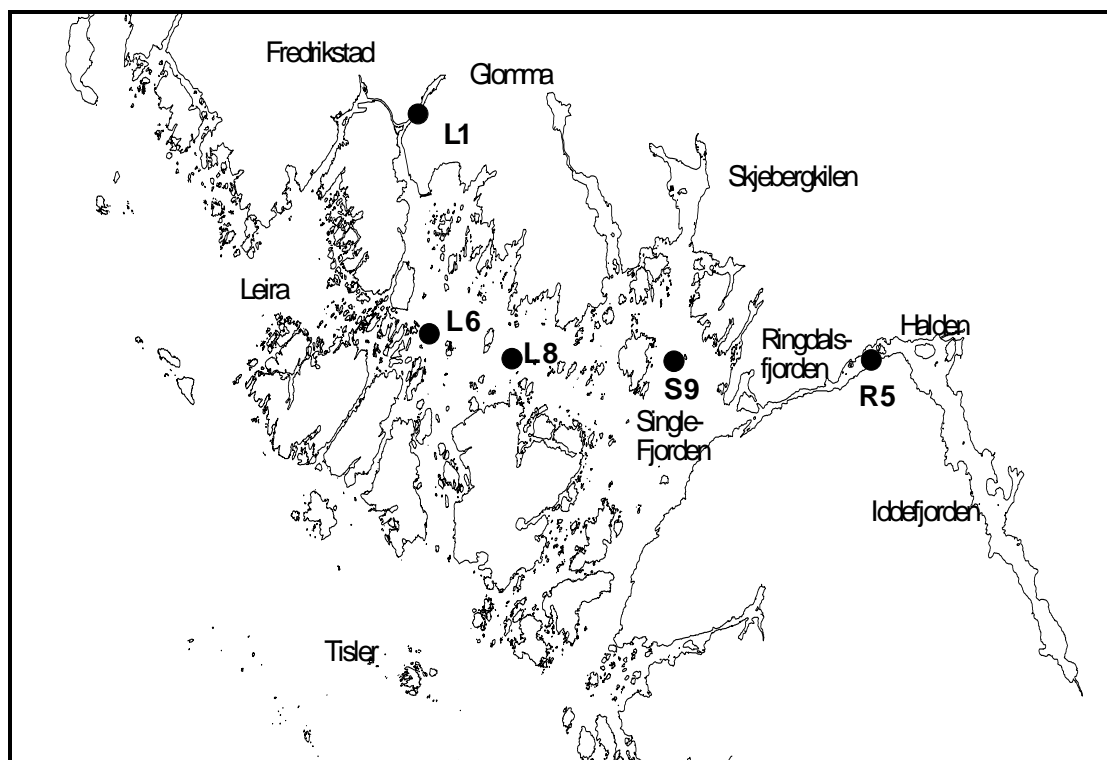 Fredrikstad
Glomma
L1
Skjebergkilen
Leira
L6
L8
S9
Ringdals-
fjorden
Halden
R5
Single-
Fjorden
Iddefjorden
Tisler